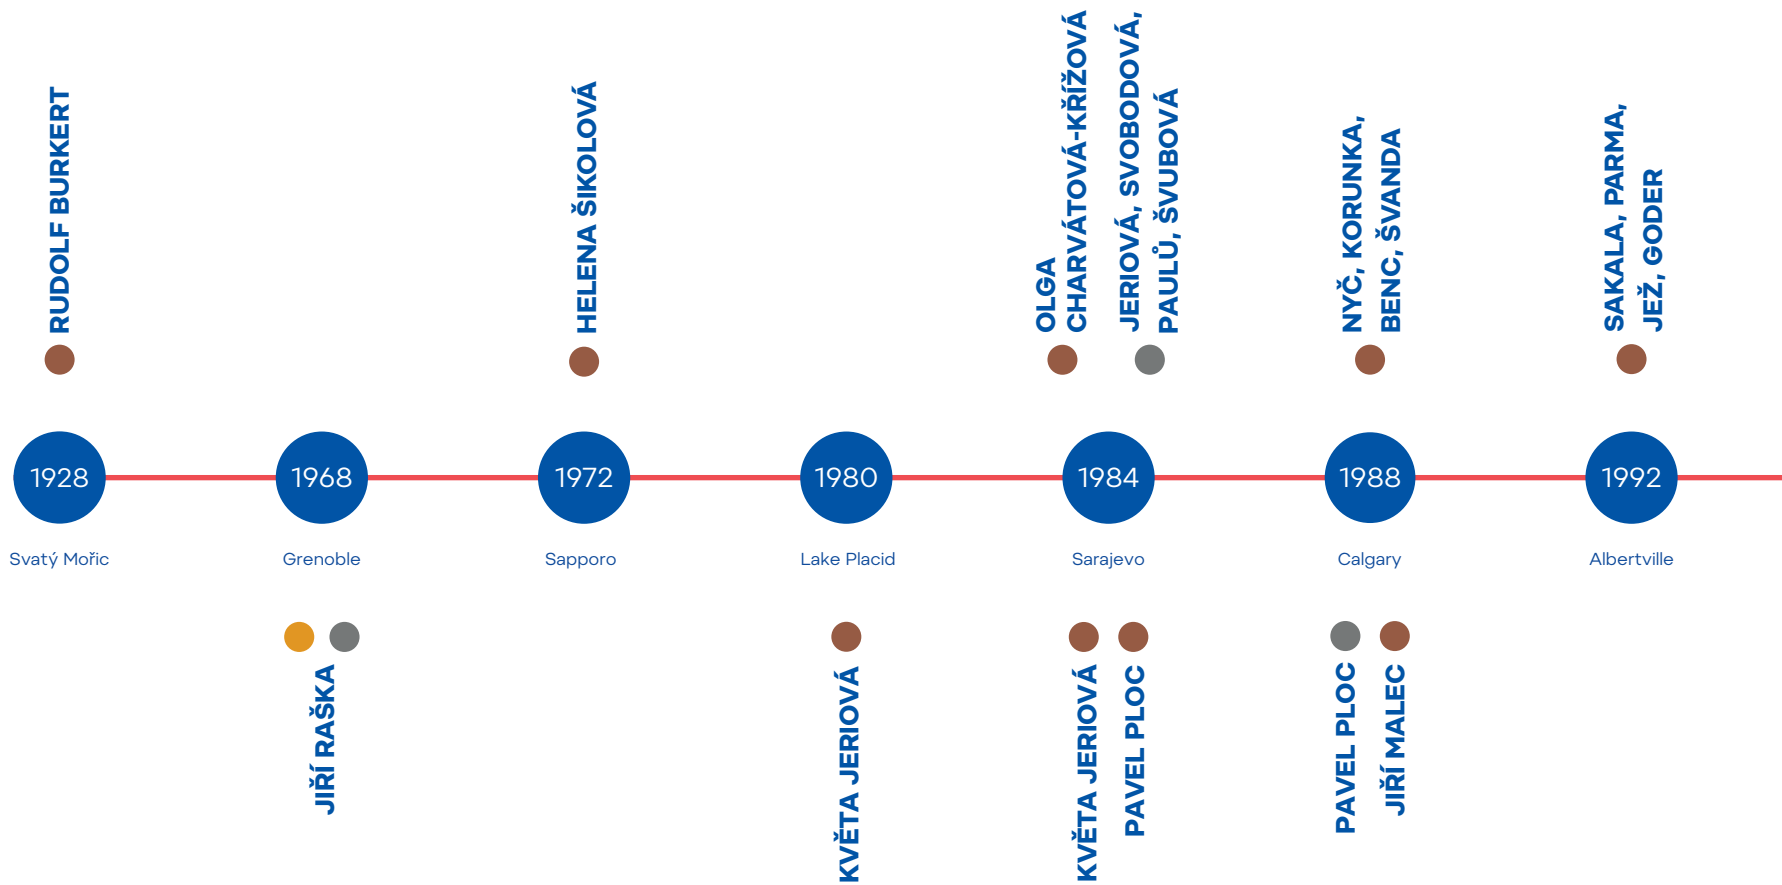 RUDOLF BURKERT
HELENA ŠIKOLOVÁ
OLGA
CHARVÁTOVÁ-KŘÍŽOVÁ
JERIOVÁ, SVOBODOVÁ,
PAULŮ, ŠVUBOVÁ
NYČ, KORUNKA,
BENC, ŠVANDA
SAKALA, PARMA,
JEŽ, GODER
1928
1968
1972
1980
1984
1988
1992
Svatý Mořic
Grenoble
Sapporo
Lake Placid
Sarajevo
Calgary
Albertville
JIŘÍ RAŠKA
KVĚTA JERIOVÁ
KVĚTA JERIOVÁ
PAVEL PLOC
PAVEL PLOC
JIŘÍ MALEC